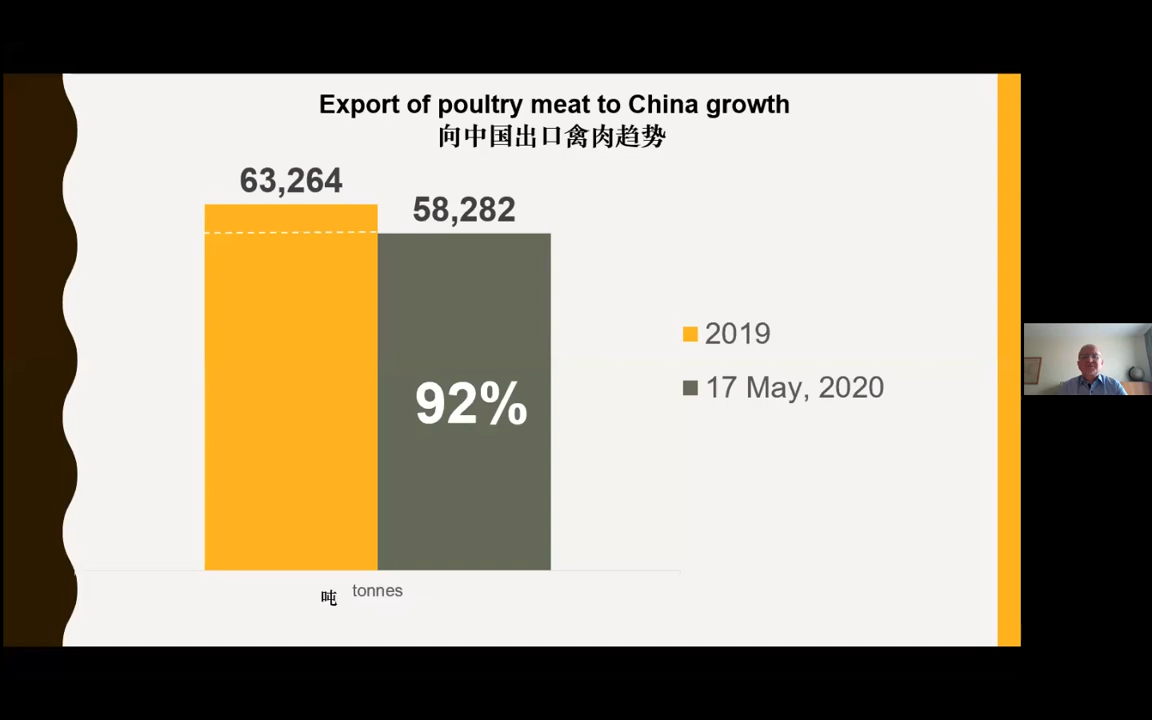 Export of poultry meat to China growth
向中国出口禽肉趋势
63,264
58,282
92%
2019
17 May, 2020
吨 tonnes